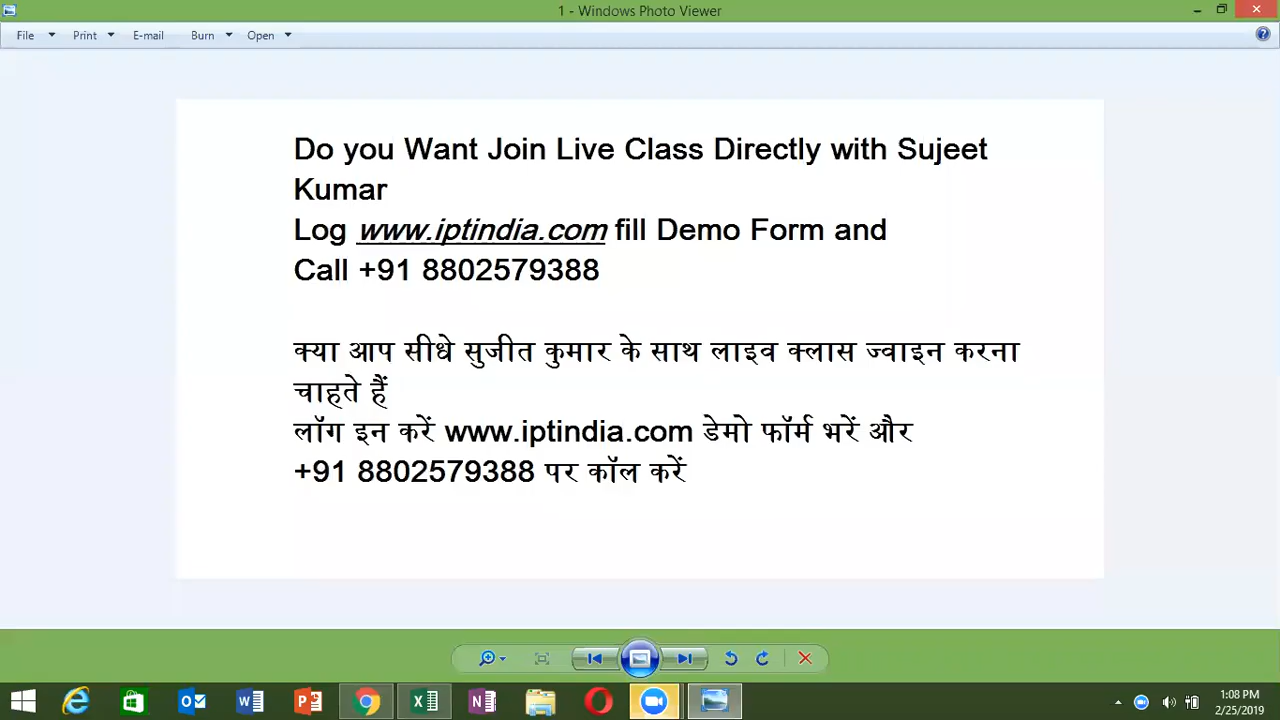 1 - Windows Photo Viewer
File Print E-mail Burn Open
Do you Want Join Live Class Directly with Sujeet
Kumar
Log www.iptindia.com fill Demo Form and
Call +91 8802579388
क्या आप सीधे सुजीत कुमार के साथ लाइव क्लास ज्वाइन करना
चाहते हैं
लॉग इन करें www.iptindia.com डेमो फॉर्म भरें और
+91 8802579388 पर कॉल करें
1:08 PM
2/25/2019